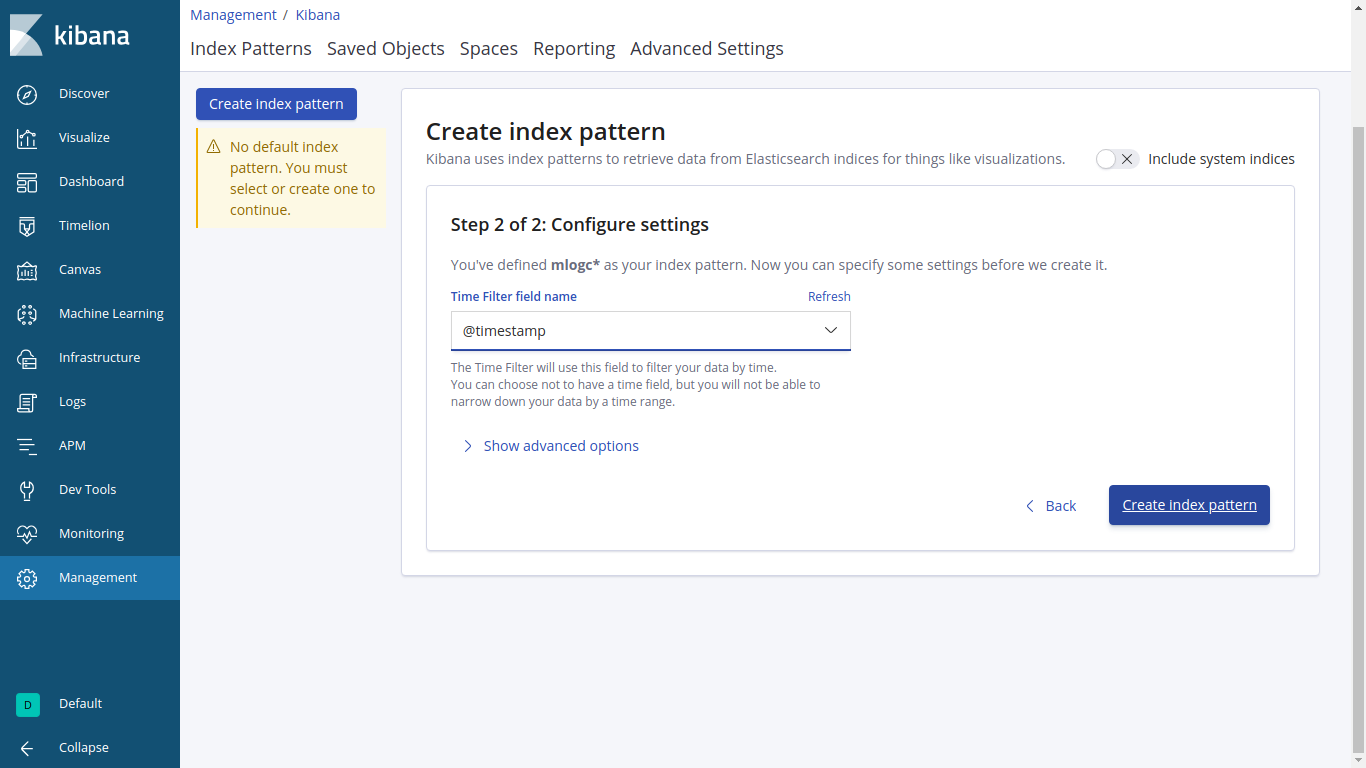 kibana
Discover
Visualize
Dashboard
Timelion
Canvas
Machine Learning
Infrastructure
Logs
APM
Dev Tools
Monitoring
Management
D Default
Collapse
Management / Kibana
Index Patterns Saved Objects Spaces Reporting Advanced Settings
Create index pattern
No default index
pattern. You must
select or create one to
continue.
Create index pattern
Kibana uses index patterns to retrieve data from Elasticsearch indices for things like visualizations.
Include system indices
Step 2 of 2: Configure settings
You've defined mlogc* as your index pattern. Now you can specify some settings before we create it.
Time Filter field name Refresh
@timestamp
The Time Filter will use this field to filter your data by time.
You can choose not to have a time field, but you will not be able to
narrow down your data by a time range.
Show advanced options
Back Create index pattern